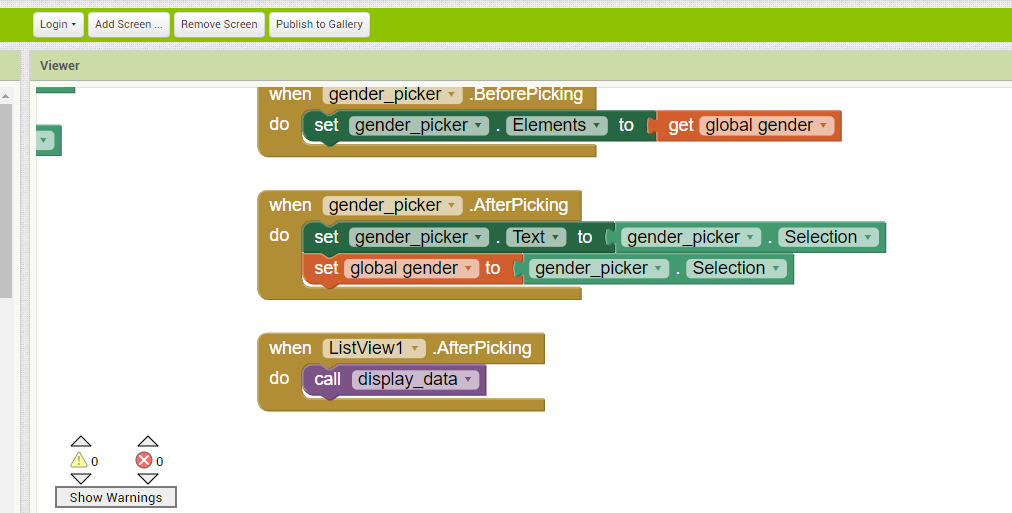 Login Add Screen ... Remove Screen Publish to Gallery
Viewer
when gender_picker .BeforePicking
do set gender_picker . Elements to get global gender
when gender_picker .AfterPicking
do set gender_picker . Text to gender_picker . Selection
set global gender to gender_picker . Selection
when ListView1 .AfterPicking
do call display_data
0 0
Show Warnings